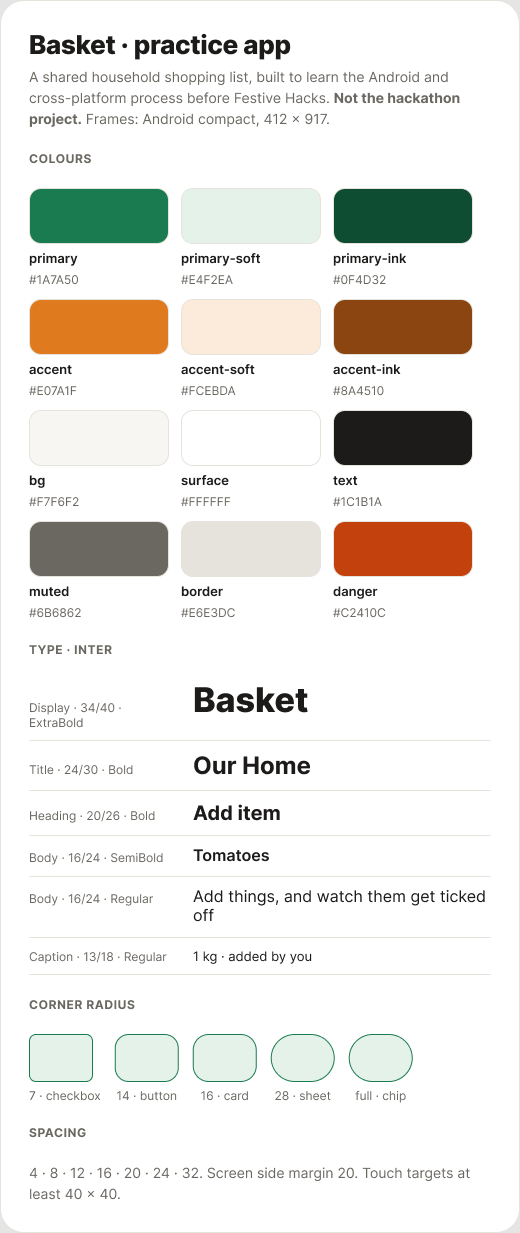 Basket · practice app
A shared household shopping list, built to learn the Android and
cross-platform process before Festive Hacks. Not the hackathon
project. Frames: Android compact, 412 × 917.
COLOURS
primary
primary-soft
primary-ink
#1A7A50
#E4F2EA
#0F4D32
accent
accent-soft
accent-ink
#E07A1F
#FCEBDA
#8A4510
bg
surface
text
#F7F6F2
#FFFFFF
#1C1B1A
muted
border
danger
#6B6862
#E6E3DC
#C2410C
TYPE · INTER
Display · 34/40 ·
ExtraBold
Basket
Title · 24/30 · Bold
Our Home
Heading · 20/26 · Bold
Add item
Body · 16/24 · SemiBold
Tomatoes
Body · 16/24 · Regular
Add things, and watch them get ticked
off
Caption · 13/18 · Regular
1 kg · added by you
CORNER RADIUS
7 · checkbox
14 · button
16 · card
28 · sheet
full · chip
SPACING
4 · 8 · 12 · 16 · 20 · 24 · 32. Screen side margin 20. Touch targets at
least 40 × 40.